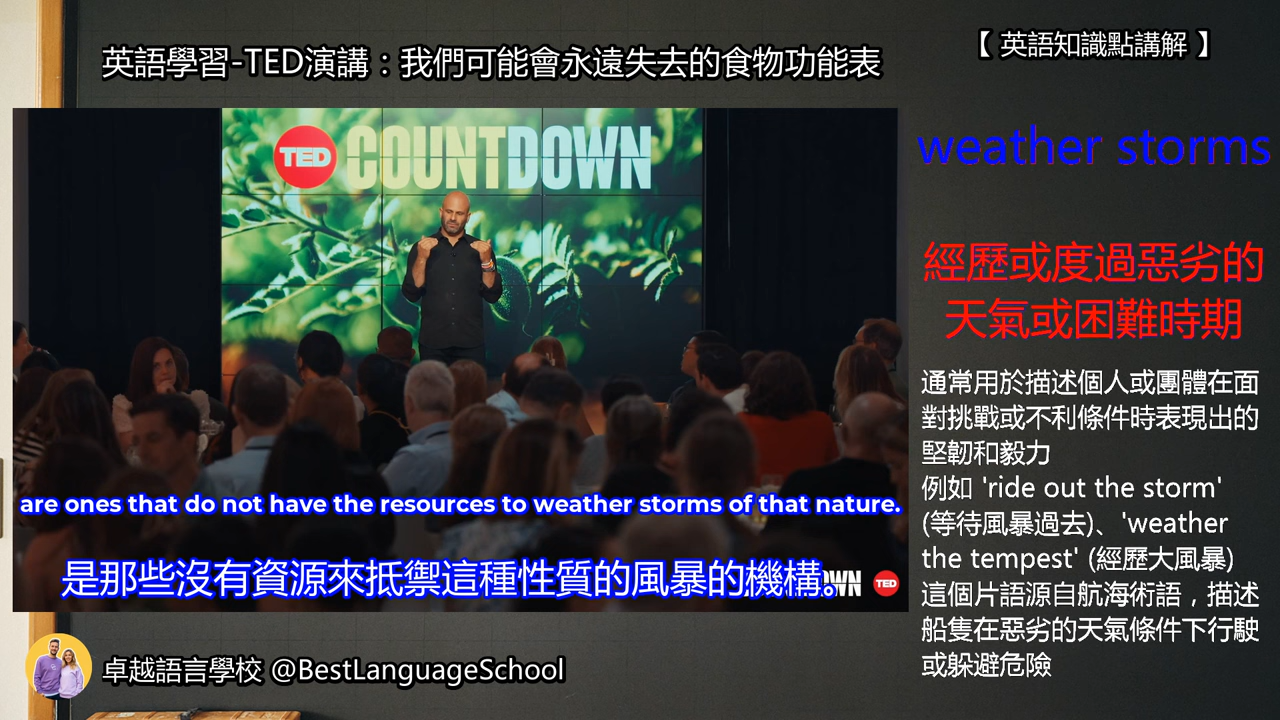 英語學習-TED演講：我們可能會永遠失去的食物功能表
【 英語知識點講解 】
TED COUNTDOWN
weather storms
經歷或度過惡劣的
天氣或困難時期
通常用於描述個人或團體在面
對挑戰或不利條件時表現出的
堅韌和毅力
例如 'ride out the storm'
(等待風暴過去)、'weather
the tempest' (經歷大風暴)
這個片語源自航海術語，描述
船隻在惡劣的天氣條件下行駛
或躲避危險
are ones that do not have the resources to weather storms of that nature.
是那些沒有資源來抵禦這種性質的風暴的機構。
WN TED
卓越語言學校 @BestLanguageSchool